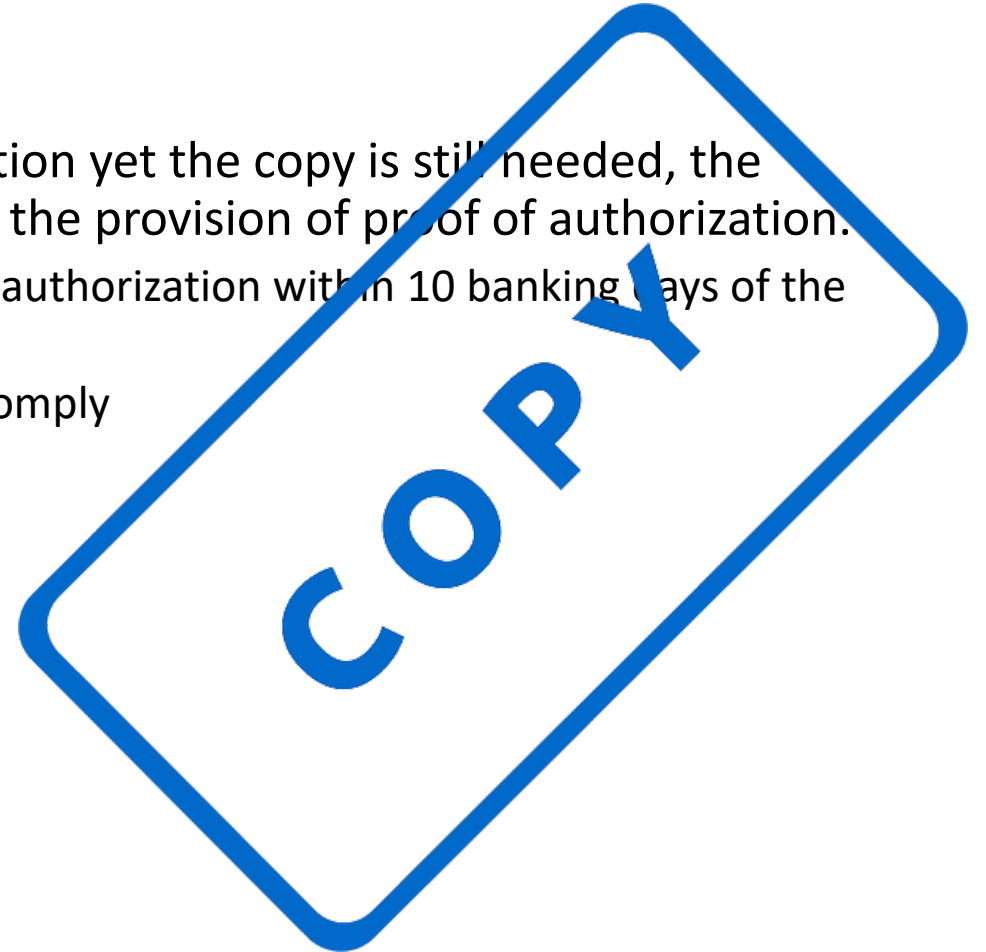 tion yet the copy is still needed, the
the provision of proof of authorization.
authorization within 10 banking days of the
omply
COPY